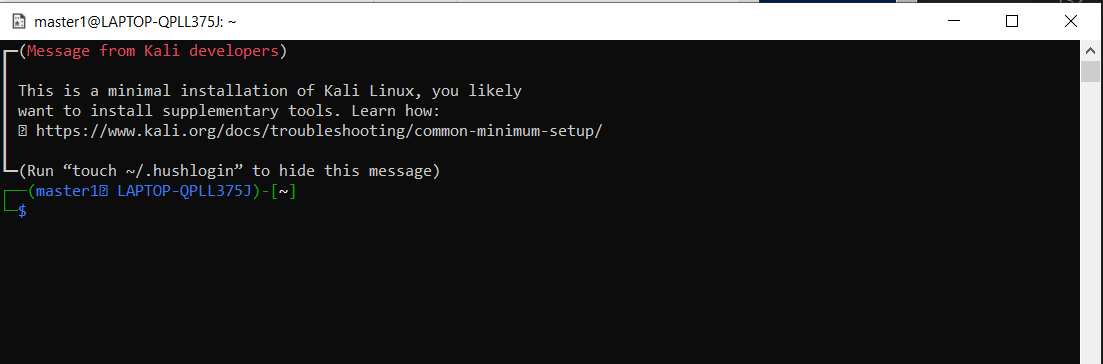 master1@LAPTOP-QPLL375J: ~
(Message from Kali developers)
This is a minimal installation of Kali Linux, you likely
want to install supplementary tools. Learn how:
https://www.kali.org/docs/troubleshooting/common-minimum-setup/
(Run “touch ~/.hushlogin” to hide this message)
(master1 LAPTOP-QPLL375J)-[~]
$